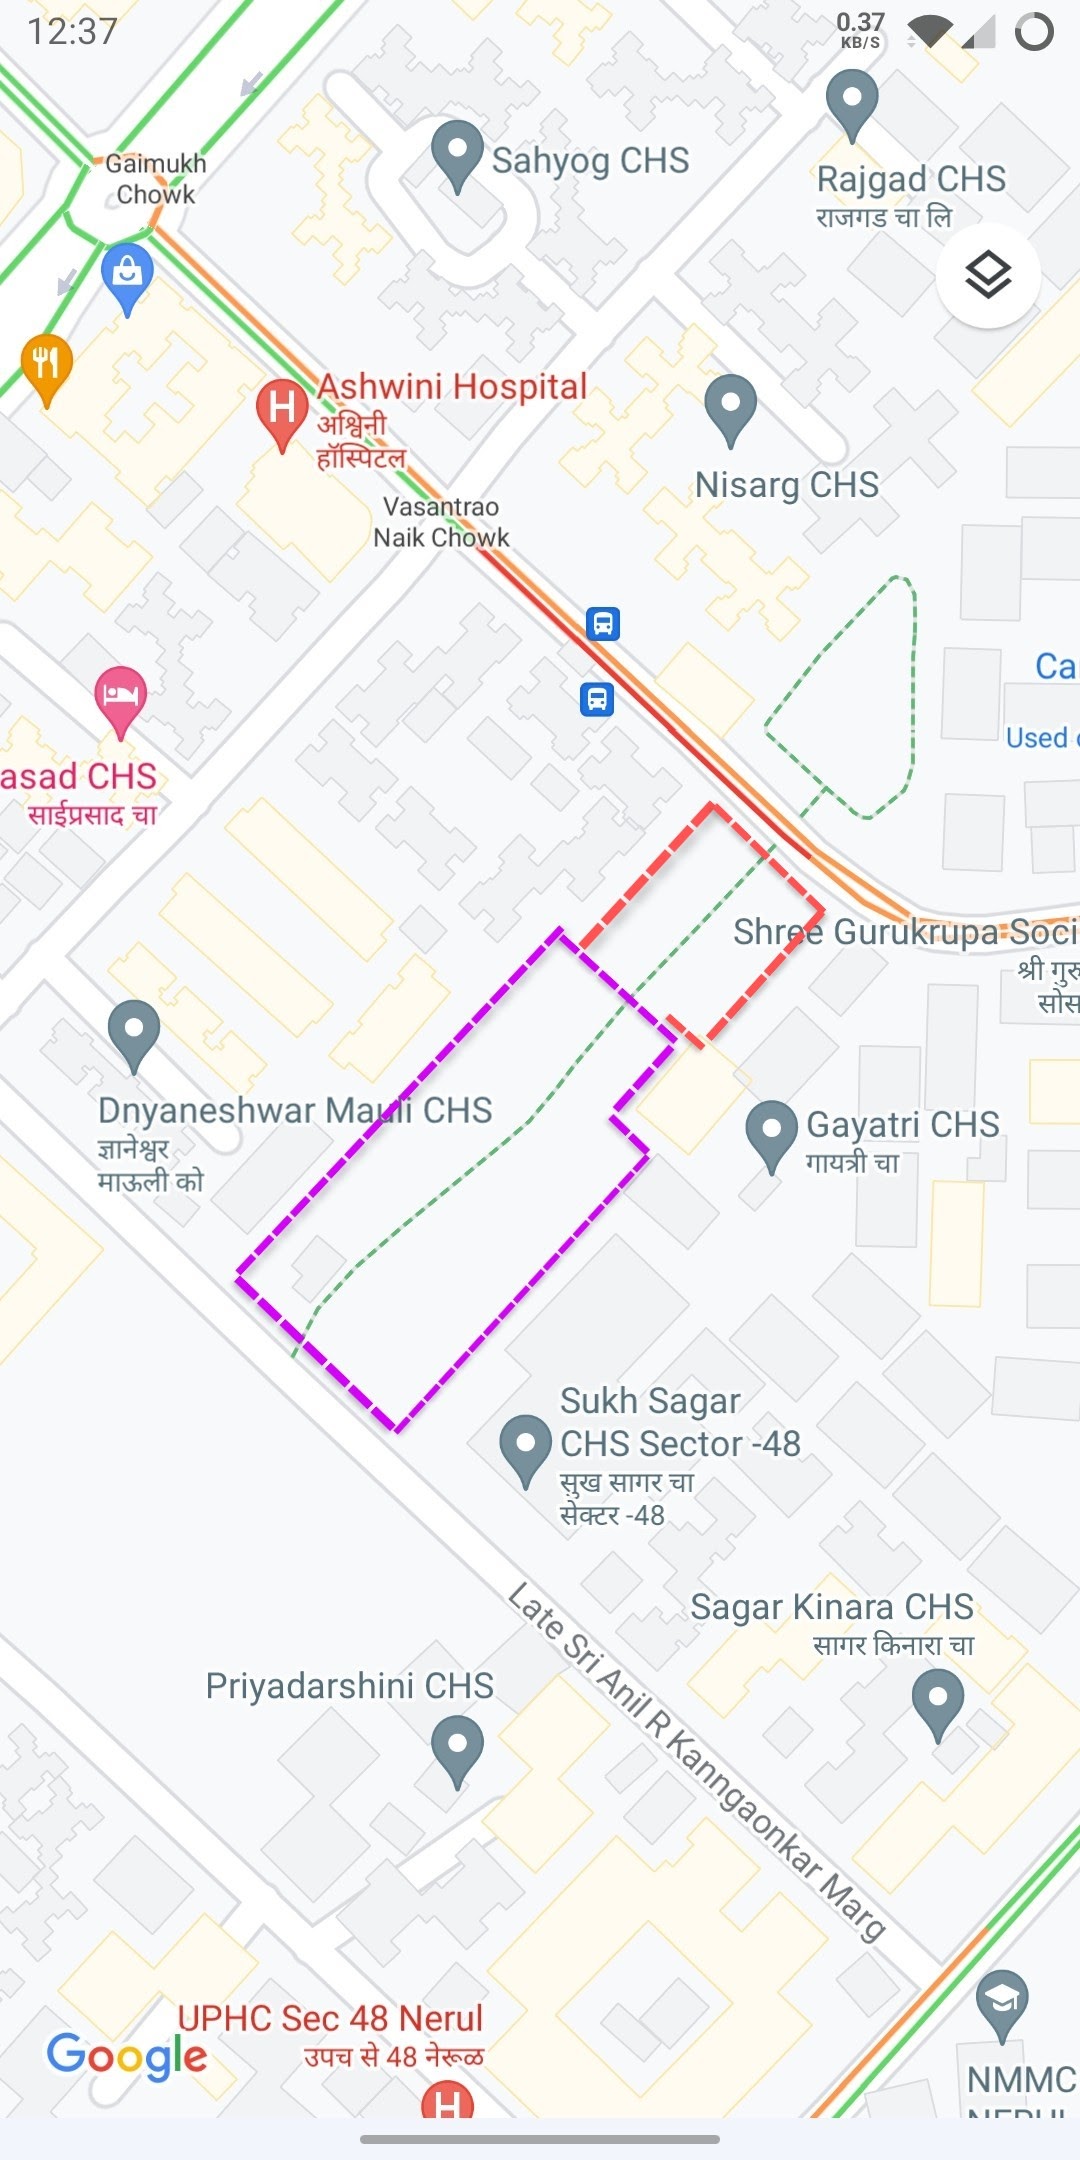 12:37
0.37
KB/S
Gaimukh
Chowk
Sahyog CHS
Rajgad CHS
राजगड चा लि
Ashwini Hospital
अश्विनी
हॉस्पिटल
Nisarg CHS
Vasantrao
Naik Chowk
Ca
Used
asad CHS
साईप्रसाद चा
Shree Gurukrupa Soci
श्री गुरु
सोस
Dnyaneshwar Mauli CHS
ज्ञानेश्वर
माऊली को
Gayatri CHS
गायत्री चा
Sukh Sagar
CHS Sector -48
सुख सागर चा
सेक्टर -48
Late Sri Anil R Kanngaonkar Marg
Sagar Kinara CHS
सागर किनारा चा
Priyadarshini CHS
UPHC Sec 48 Nerul
उपच से 48 नेरूळ
Google
NMMC
NERUL